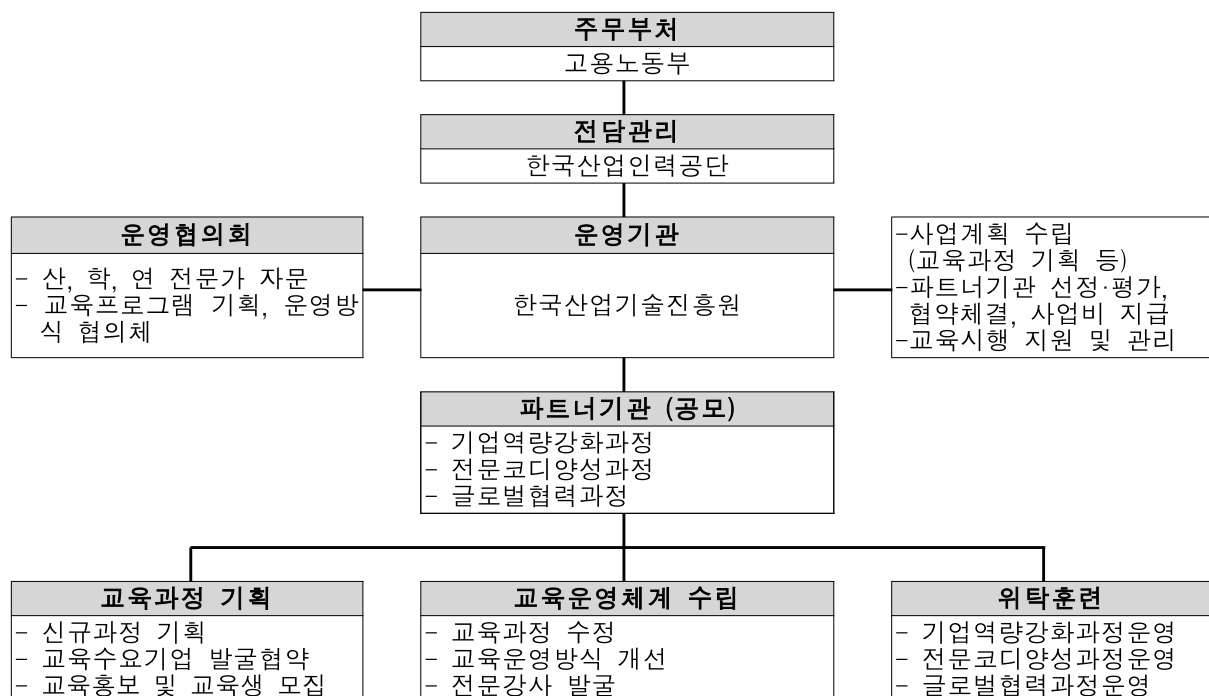 주무부처
고용노동부
전담관리
한국산업인력공단
운영협의회
- 산, 학, 연 전문가 자문
- 교육프로그램 기획, 운영방
식 협의체
운영기관
한국산업기술진흥원
-사업계획 수립
(교육과정 기획 등)
-파트너기관 선정·평가,
협약체결, 사업비 지급
-교육시행 지원 및 관리
파트너기관 (공모)
- 기업역량강화과정
- 전문코디양성과정
- 글로벌협력과정
교육과정 기획
- 신규과정 기획
- 교육수요기업 발굴협약
- 교육홍보 및 교육생 모집
교육운영체계 수립
- 교육과정 수정
- 교육운영방식 개선
- 전문강사 발굴
위탁훈련
- 기업역량강화과정운영
- 전문코디양성과정운영
- 글로벌협력과정운영